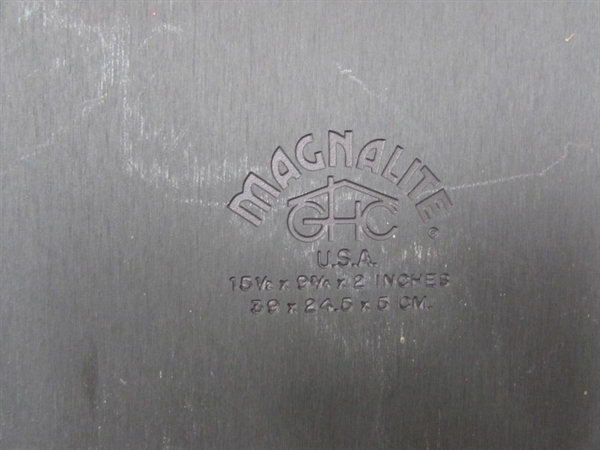 MAGNALITE
GHC ®
U.S.A.
15½ x 9¾ x 2 INCHES
39 x 24.5 x 5 CM.